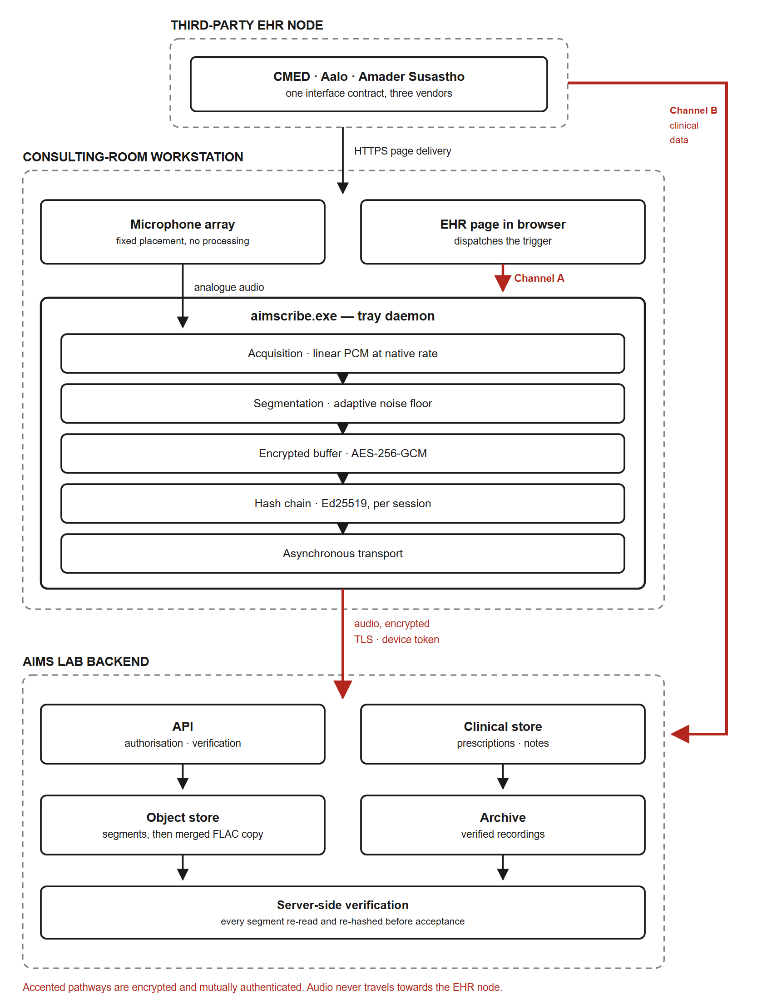 THIRD-PARTY EHR NODE
CMED · Aalo · Amader Susastho
one interface contract, three vendors
Channel B
clinical
data
HTTPS page delivery
CONSULTING-ROOM WORKSTATION
Microphone array
fixed placement, no processing
EHR page in browser
dispatches the trigger
Channel A
analogue audio
aimscribe.exe — tray daemon
Acquisition · linear PCM at native rate
Segmentation · adaptive noise floor
Encrypted buffer · AES-256-GCM
Hash chain · Ed25519, per session
Asynchronous transport
audio, encrypted
TLS · device token
AIMS LAB BACKEND
API
authorisation · verification
Clinical store
prescriptions · notes
Object store
segments, then merged FLAC copy
Archive
verified recordings
Server-side verification
every segment re-read and re-hashed before acceptance
Accented pathways are encrypted and mutually authenticated. Audio never travels towards the EHR node.